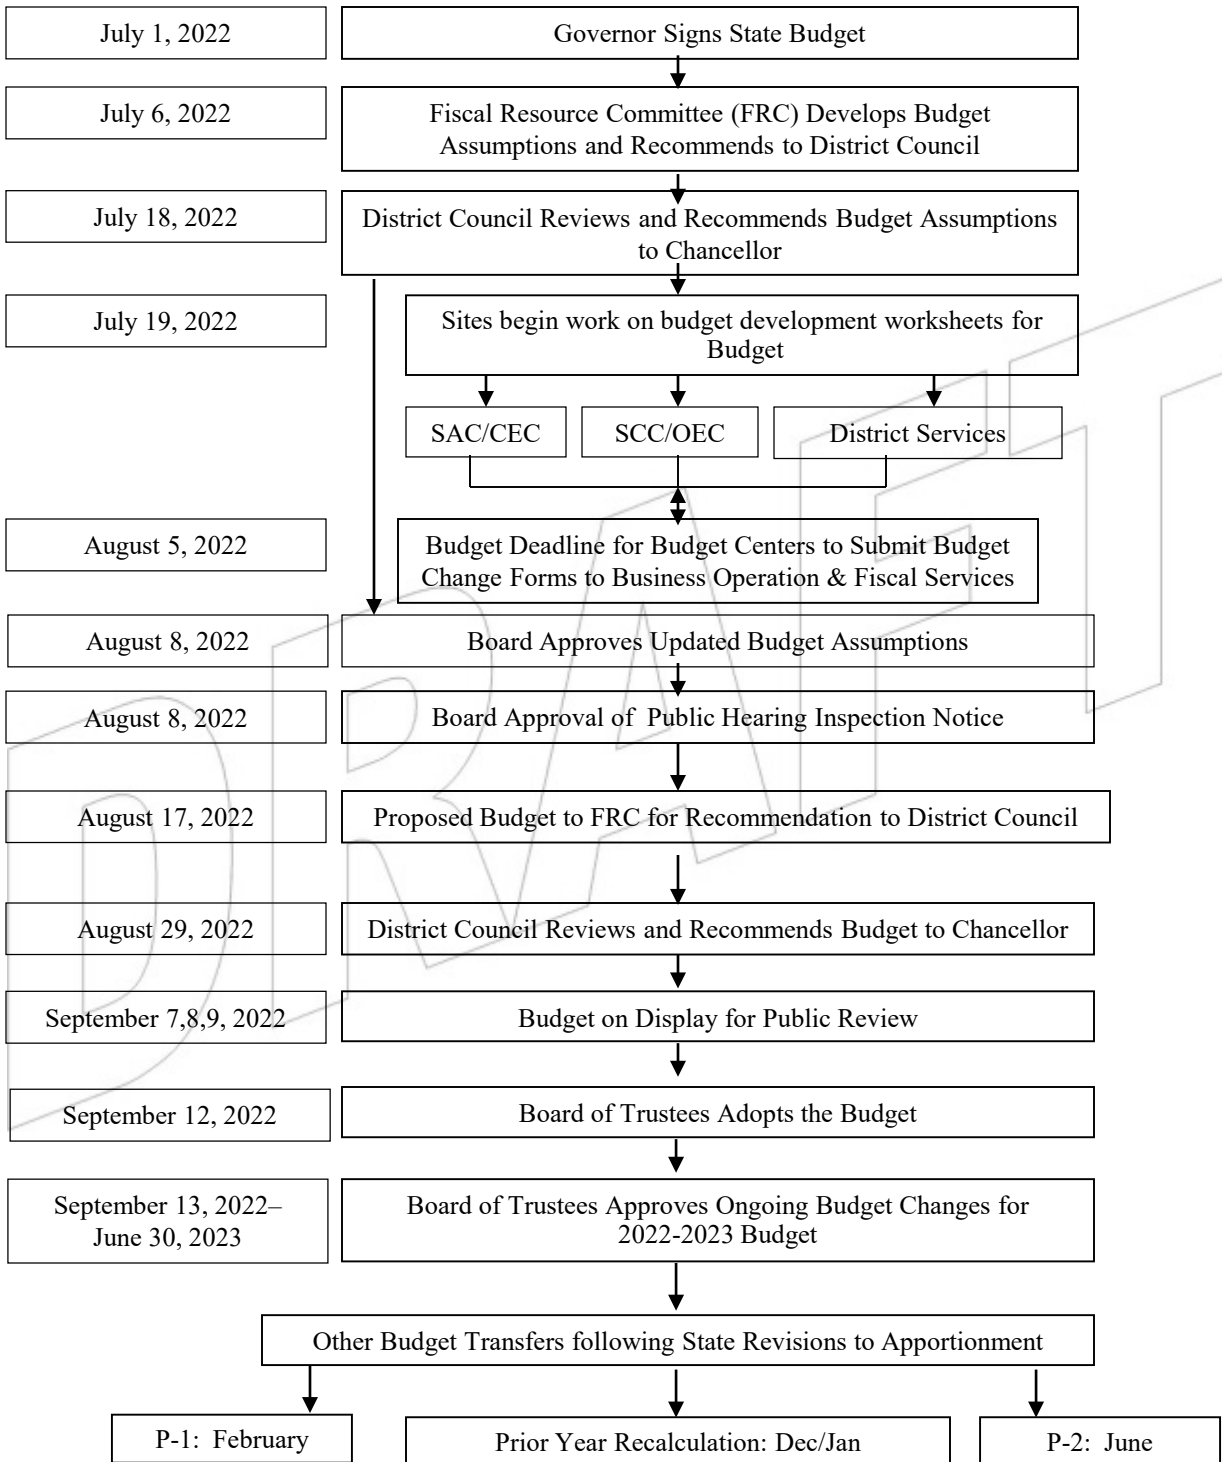 July 1, 2022
Governor Signs State Budget
July 6, 2022
Fiscal Resource Committee (FRC) Develops Budget
Assumptions and Recommends to District Council
July 18, 2022
District Council Reviews and Recommends Budget Assumptions
to Chancellor
July 19, 2022
Sites begin work on budget development worksheets for
Budget
SAC/CEC
SCC/OEC
District Services
August 5, 2022
Budget Deadline for Budget Centers to Submit Budget
Change Forms to Business Operation & Fiscal Services
August 8, 2022
Board Approves Updated Budget Assumptions
August 8, 2022
Board Approval of Public Hearing Inspection Notice
August 17, 2022
Proposed Budget to FRC for Recommendation to District Council
August 29, 2022
District Council Reviews and Recommends Budget to Chancellor
September 7,8,9, 2022
Budget on Display for Public Review
September 12, 2022
Board of Trustees Adopts the Budget
September 13, 2022–
June 30, 2023
Board of Trustees Approves Ongoing Budget Changes for
2022-2023 Budget
Other Budget Transfers following State Revisions to Apportionment
P-1: February
Prior Year Recalculation: Dec/Jan
P-2: June
DRAFT